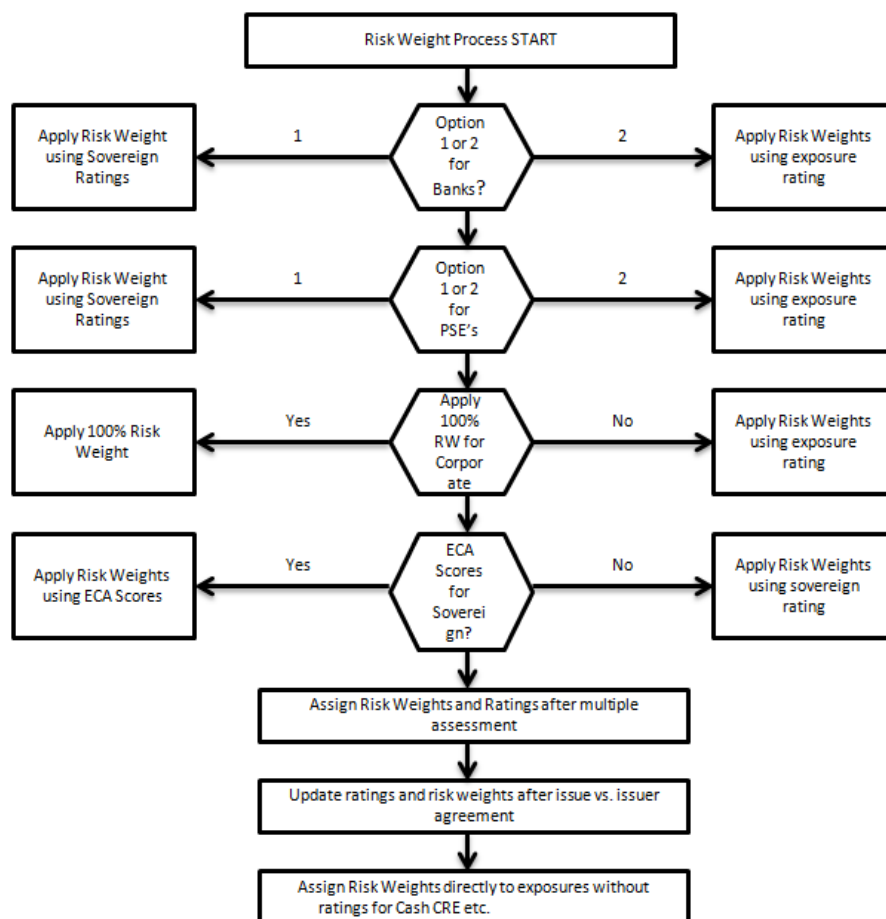 Risk Weight Process START
Option
1 or 2
for
Banks?
1
2
Apply Risk Weight
using Sovereign
Ratings
Apply Risk Weights
using exposure
rating
Option
1 or 2
for
PSE's
1
2
Apply Risk Weight
using Sovereign
Ratings
Apply Risk Weights
using exposure
rating
Apply
100%
RW for
Corpor
ate
Yes
No
Apply 100% Risk
Weight
Apply Risk Weights
using exposure
rating
ECA
Scores
for
Soverei
gn?
Yes
No
Apply Risk Weights
using ECA Scores
Apply Risk Weights
using sovereign
rating
Assign Risk Weights and Ratings after multiple
assessment
Update ratings and risk weights after issue vs. issuer
agreement
Assign Risk Weights directly to exposures without
ratings for Cash CRE etc.